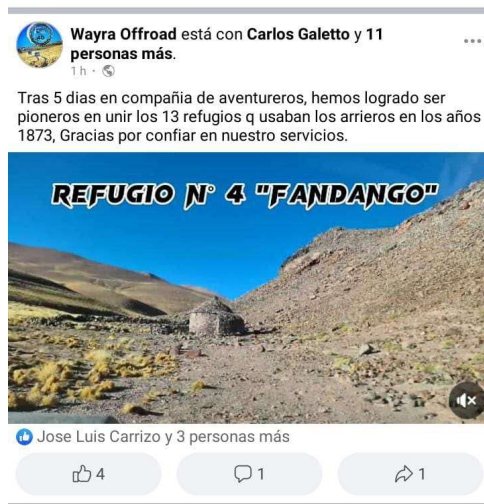 Wayra Offroad está con Carlos Galetto y 11
personas más.
1 h ·
Tras 5 dias en compañia de aventureros, hemos logrado ser
pioneros en unir los 13 refugios q usaban los arrieros en los años
1873, Gracias por confiar en nuestro servicios.
REFUGIO N° 4 "FANDANGO"
Jose Luis Carrizo y 3 personas más
4
1
1